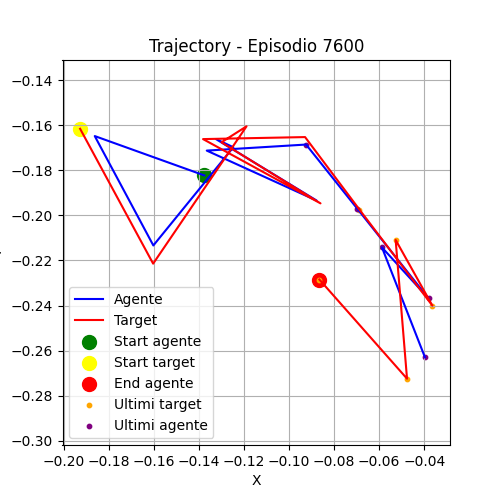 Trajectory - Episodio 7600
−0.14
−0.16
−0.18
−0.20
−0.22
−0.24
−0.26
−0.28
−0.30
Agente
Target
Start agente
Start target
End agente
Ultimi target
Ultimi agente
−0.20 −0.18 −0.16 −0.14 −0.12 −0.10 −0.08 −0.06 −0.04
X